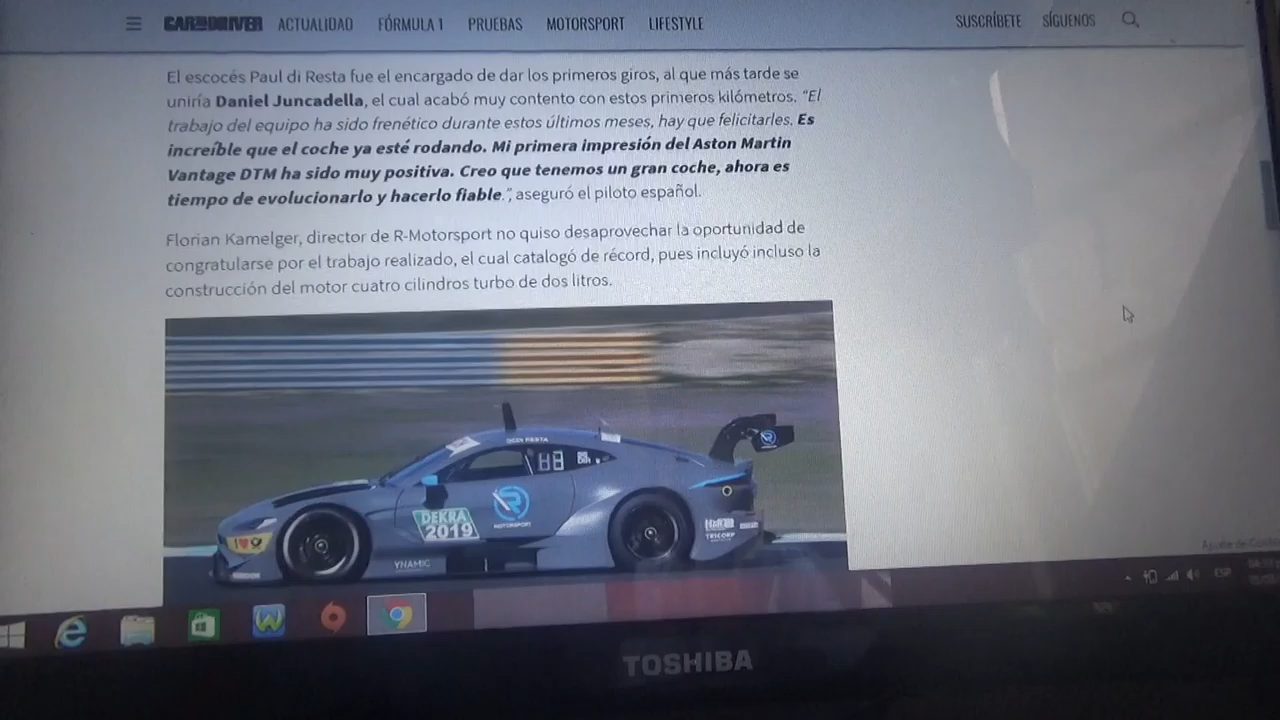 CAR AND DRIVER ACTUALIDAD FÓRMULA 1 PRUEBAS MOTORSPORT LIFESTYLE SUSCRÍBETE SÍGUENOS
El escocés Paul di Resta fue el encargado de dar los primeros giros, al que más tarde se
uniría Daniel Juncadella, el cual acabó muy contento con estos primeros kilómetros. “El
trabajo del equipo ha sido frenético durante estos últimos meses, hay que felicitarles. Es
increíble que el coche ya esté rodando. Mi primera impresión del Aston Martin
Vantage DTM ha sido muy positiva. Creo que tenemos un gran coche, ahora es
tiempo de evolucionarlo y hacerlo fiable.”, aseguró el piloto español.
Florian Kamelger, director de R-Motorsport no quiso desaprovechar la oportunidad de
congratularse por el trabajo realizado, el cual catalogó de récord, pues incluyó incluso la
construcción del motor cuatro cilindros turbo de dos litros.
R
MOTORSPORT
DEKRA
2019
HWA
TRICORP
YNAMIC
ESP
TOSHIBA